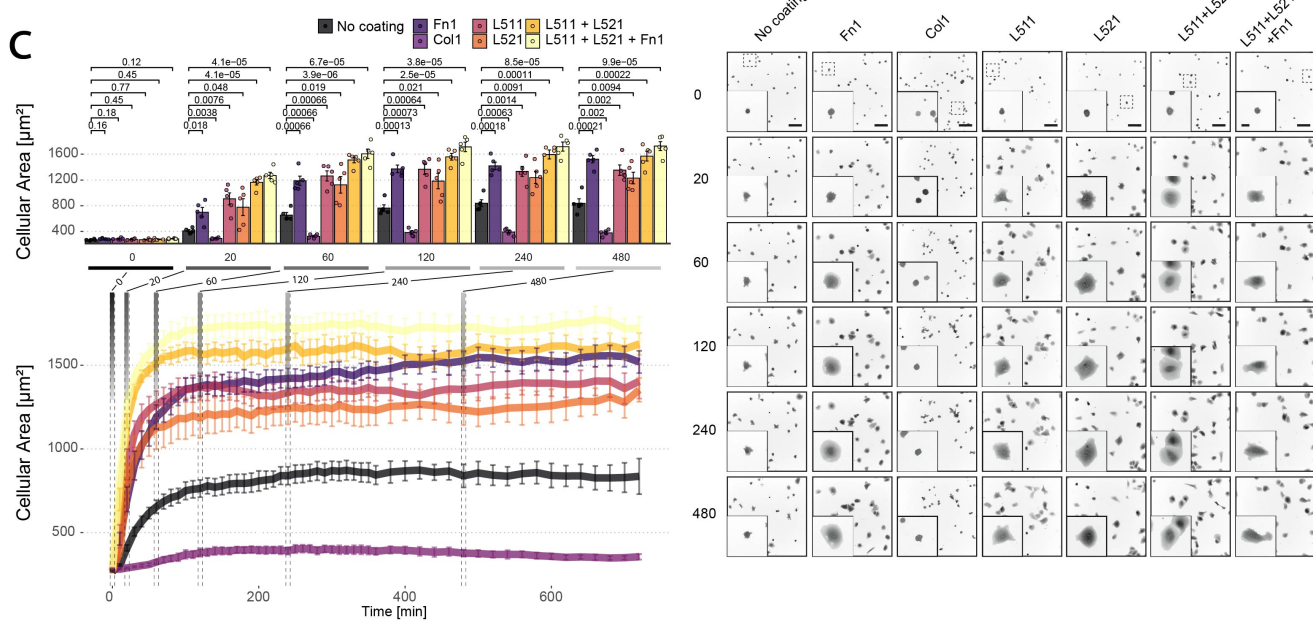 C
No coating Fn1 L511 L511 + L521
Col1 L521 L511 + L521 + Fn1
0.12 4.1e-05 6.7e-05 3.8e-05 8.5e-05 9.9e-05
0.45 4.1e-05 3.9e-06 2.5e-05 0.00011 0.00022
0.77 0.048 0.019 0.021 0.0091 0.0094
0.45 0.0076 0.00066 0.00064 0.0014 0.002
0.18 0.0038 0.00066 0.00073 0.00063 0.002
0.16 0.018 0.00066 0.00013 0.00018 0.00021
Cellular Area [µm²]
1600
1200
800
400
0 20 60 120 240 480
0 20 60 120 240 480
Cellular Area [µm²]
1500
1000
500
0 200 400 600
Time [min]
No coating Fn1 Col1 L511 L521 L511+L521
+Fn1
0
20
60
120
240
480